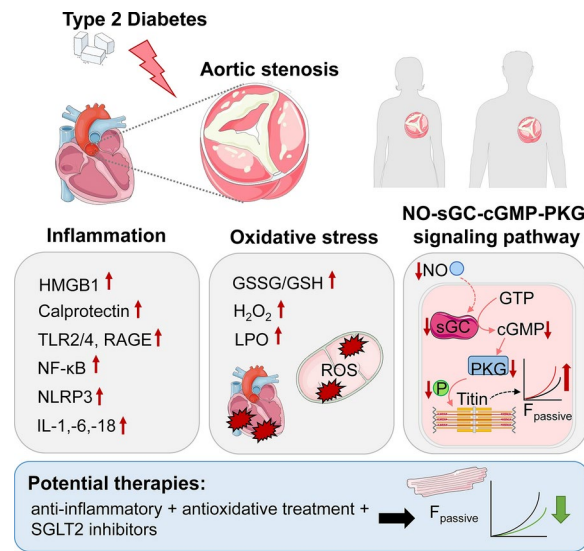 Type 2 Diabetes
Aortic stenosis
Inflammation
HMGB1
Calprotectin
TLR2/4, RAGE
NF-κB
NLRP3
IL-1,-6,-18
Oxidative stress
GSSG/GSH
H₂O₂
LPO
ROS
NO-sGC-cGMP-PKG
signaling pathway
NO
GTP
sGC
cGMP
PKG
P
Titin
Fpassive
Potential therapies:
anti-inflammatory + antioxidative treatment +
SGLT2 inhibitors
Fpassive